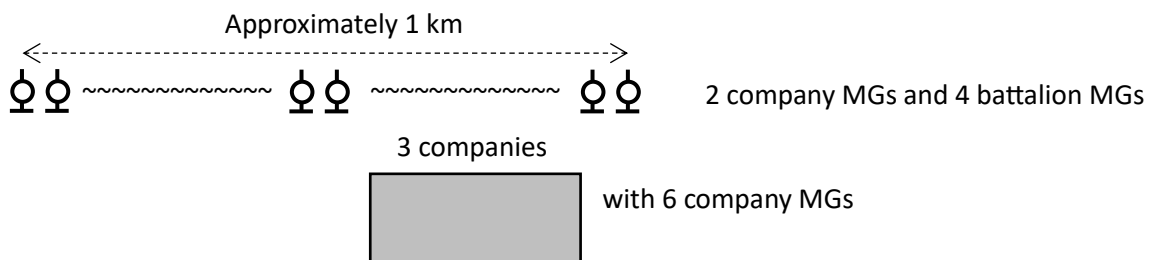 Approximately 1 km
2 company MGs and 4 battalion MGs
3 companies
with 6 company MGs